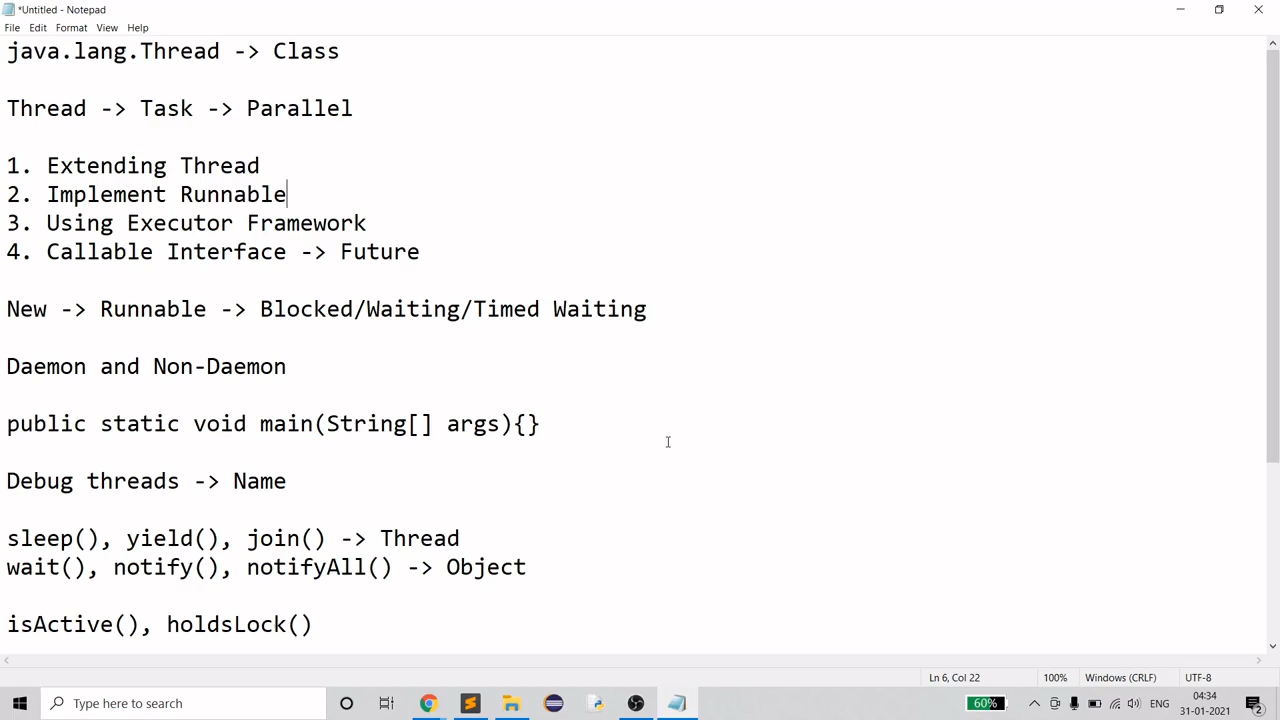 *Untitled - Notepad
File Edit Format View Help
java.lang.Thread -> Class
Thread -> Task -> Parallel
1. Extending Thread
2. Implement Runnable
3. Using Executor Framework
4. Callable Interface -> Future
New -> Runnable -> Blocked/Waiting/Timed Waiting
Daemon and Non-Daemon
public static void main(String[] args){}
Debug threads -> Name
sleep(), yield(), join() -> Thread
wait(), notify(), notifyAll() -> Object
isActive(), holdsLock()
Ln 6, Col 22 100% Windows (CRLF) UTF-8
Type here to search 60% ENG 04:34
31-01-2021 2